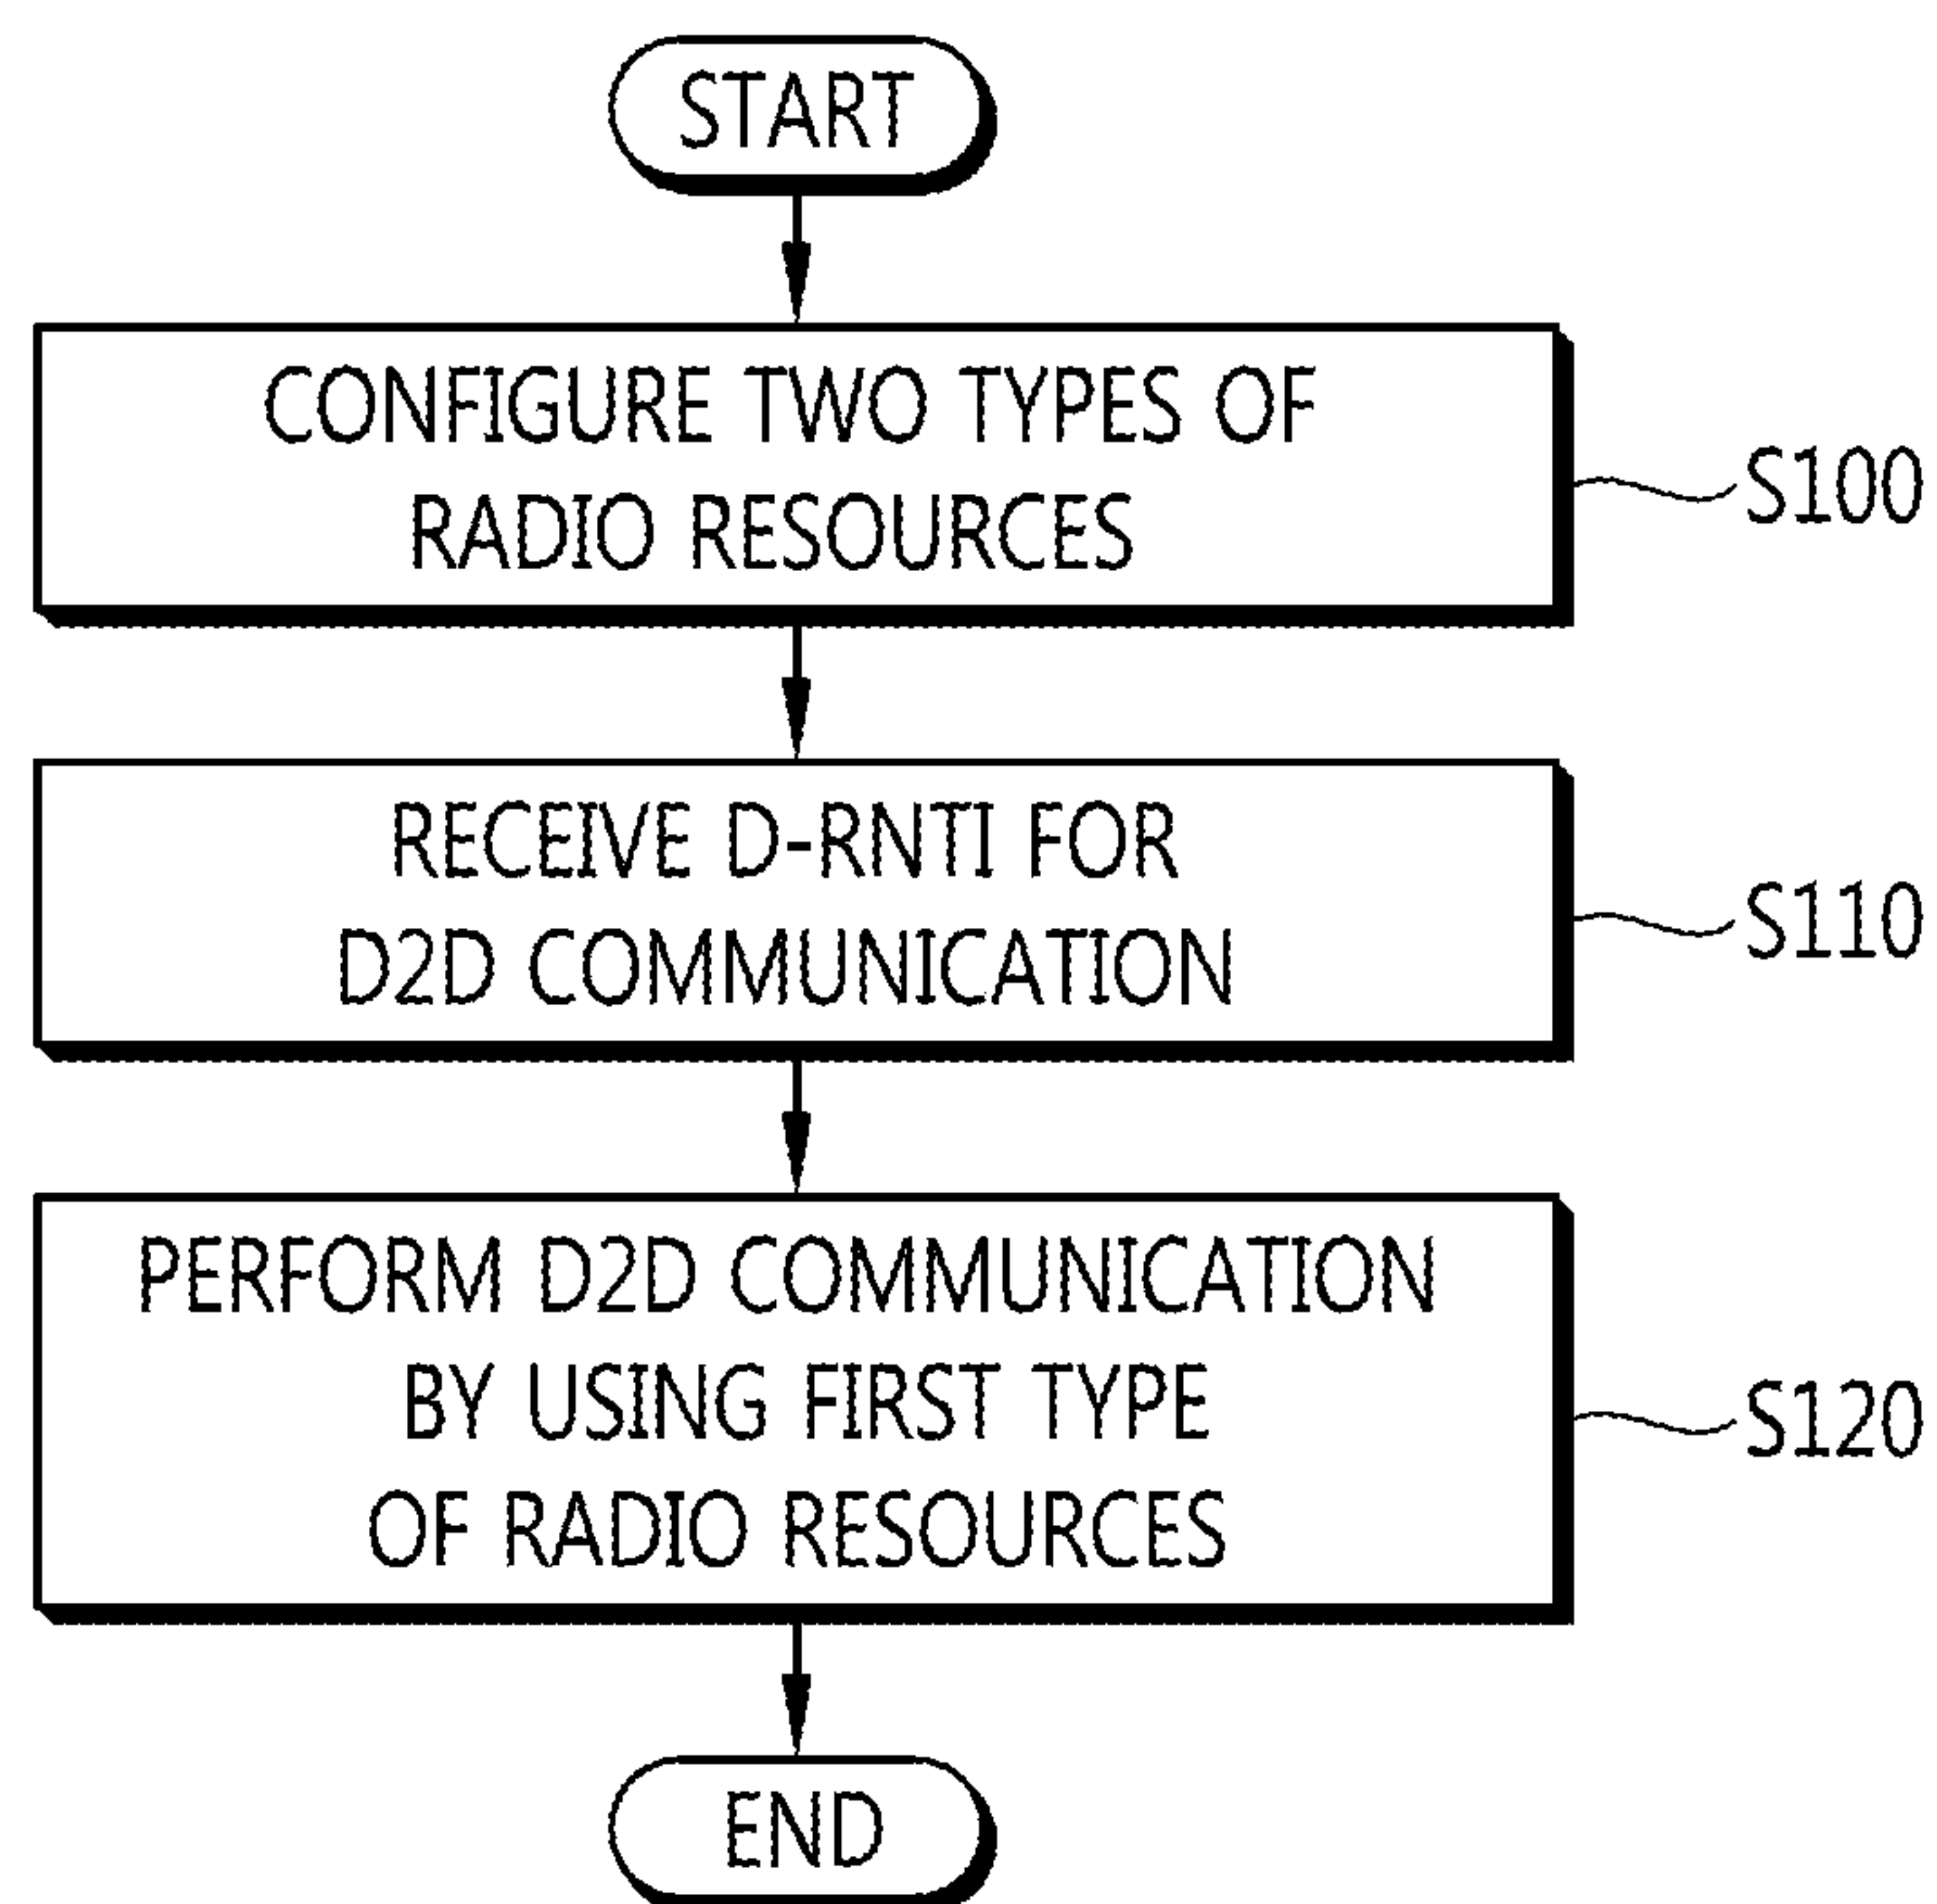 START
CONFIGURE TWO TYPES OF
RADIO RESOURCES
S100
RECEIVE D-RNTI FOR
D2D COMMUNICATION
S110
PERFORM D2D COMMUNICATION
BY USING FIRST TYPE
OF RADIO RESOURCES
S120
END